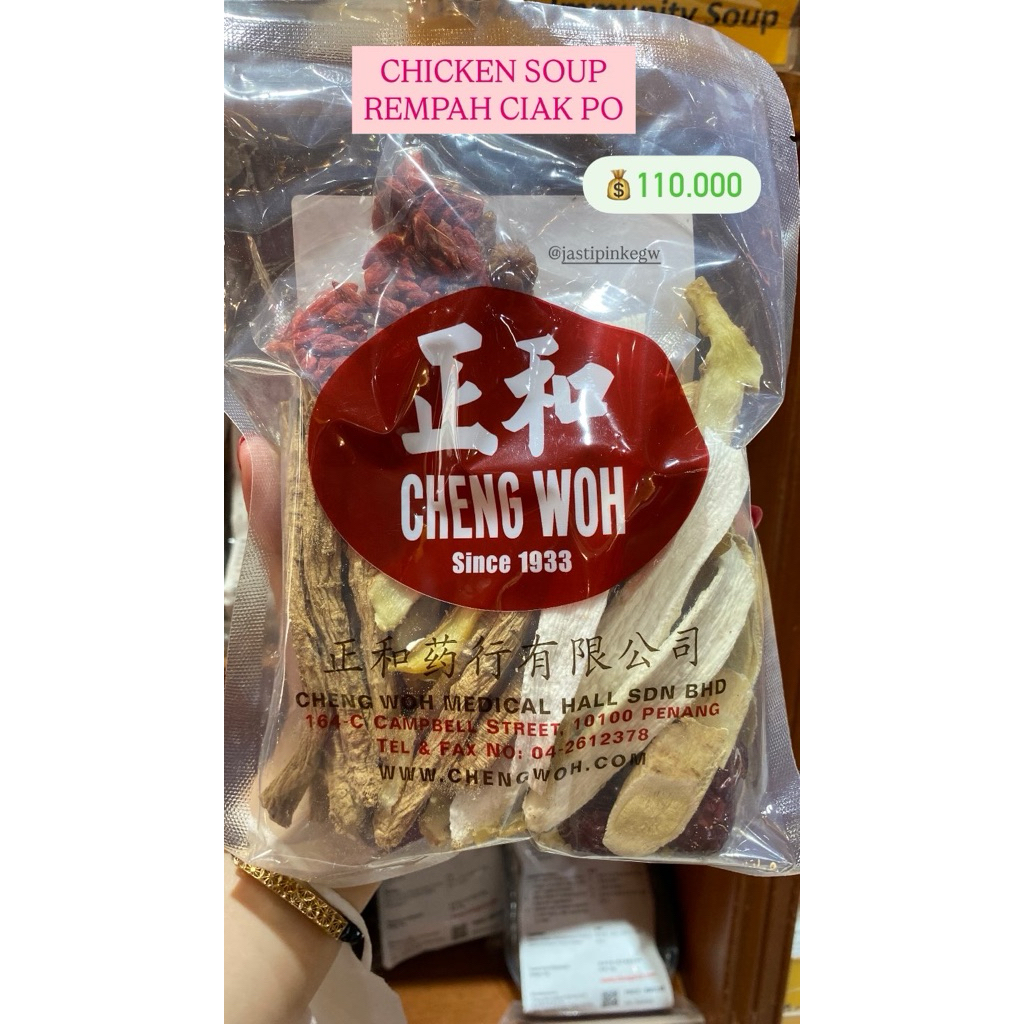 Immunity Soup
CHICKEN SOUP
REMPAH CIAK PO
💰110.000
@jastipinkegw
正和
CHENG WOH
Since 1933
正和药行有限公司
CHENG WOH MEDICAL HALL SDN BHD
164-C CAMPBELL STREET, 10100 PENANG
TEL & FAX NO: 04-2612378
WWW.CHENGWOH.COM